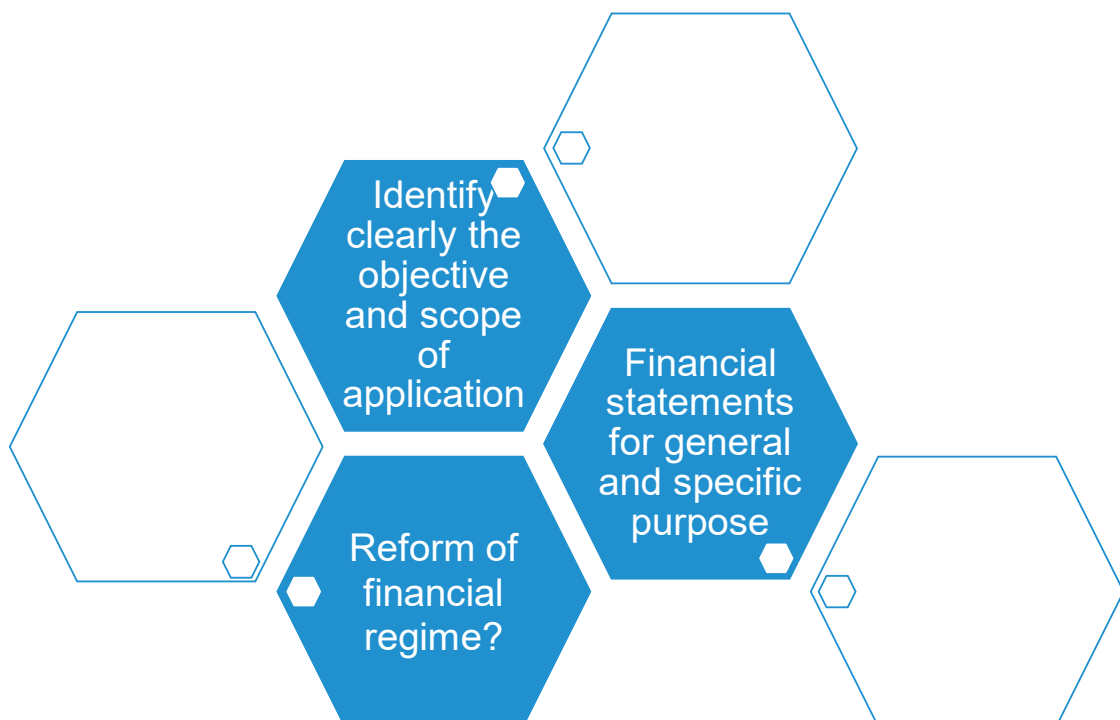 Identify
clearly the
objective
and scope
of
application
Financial
statements
for general
and specific
purpose
Reform of
financial
regime?